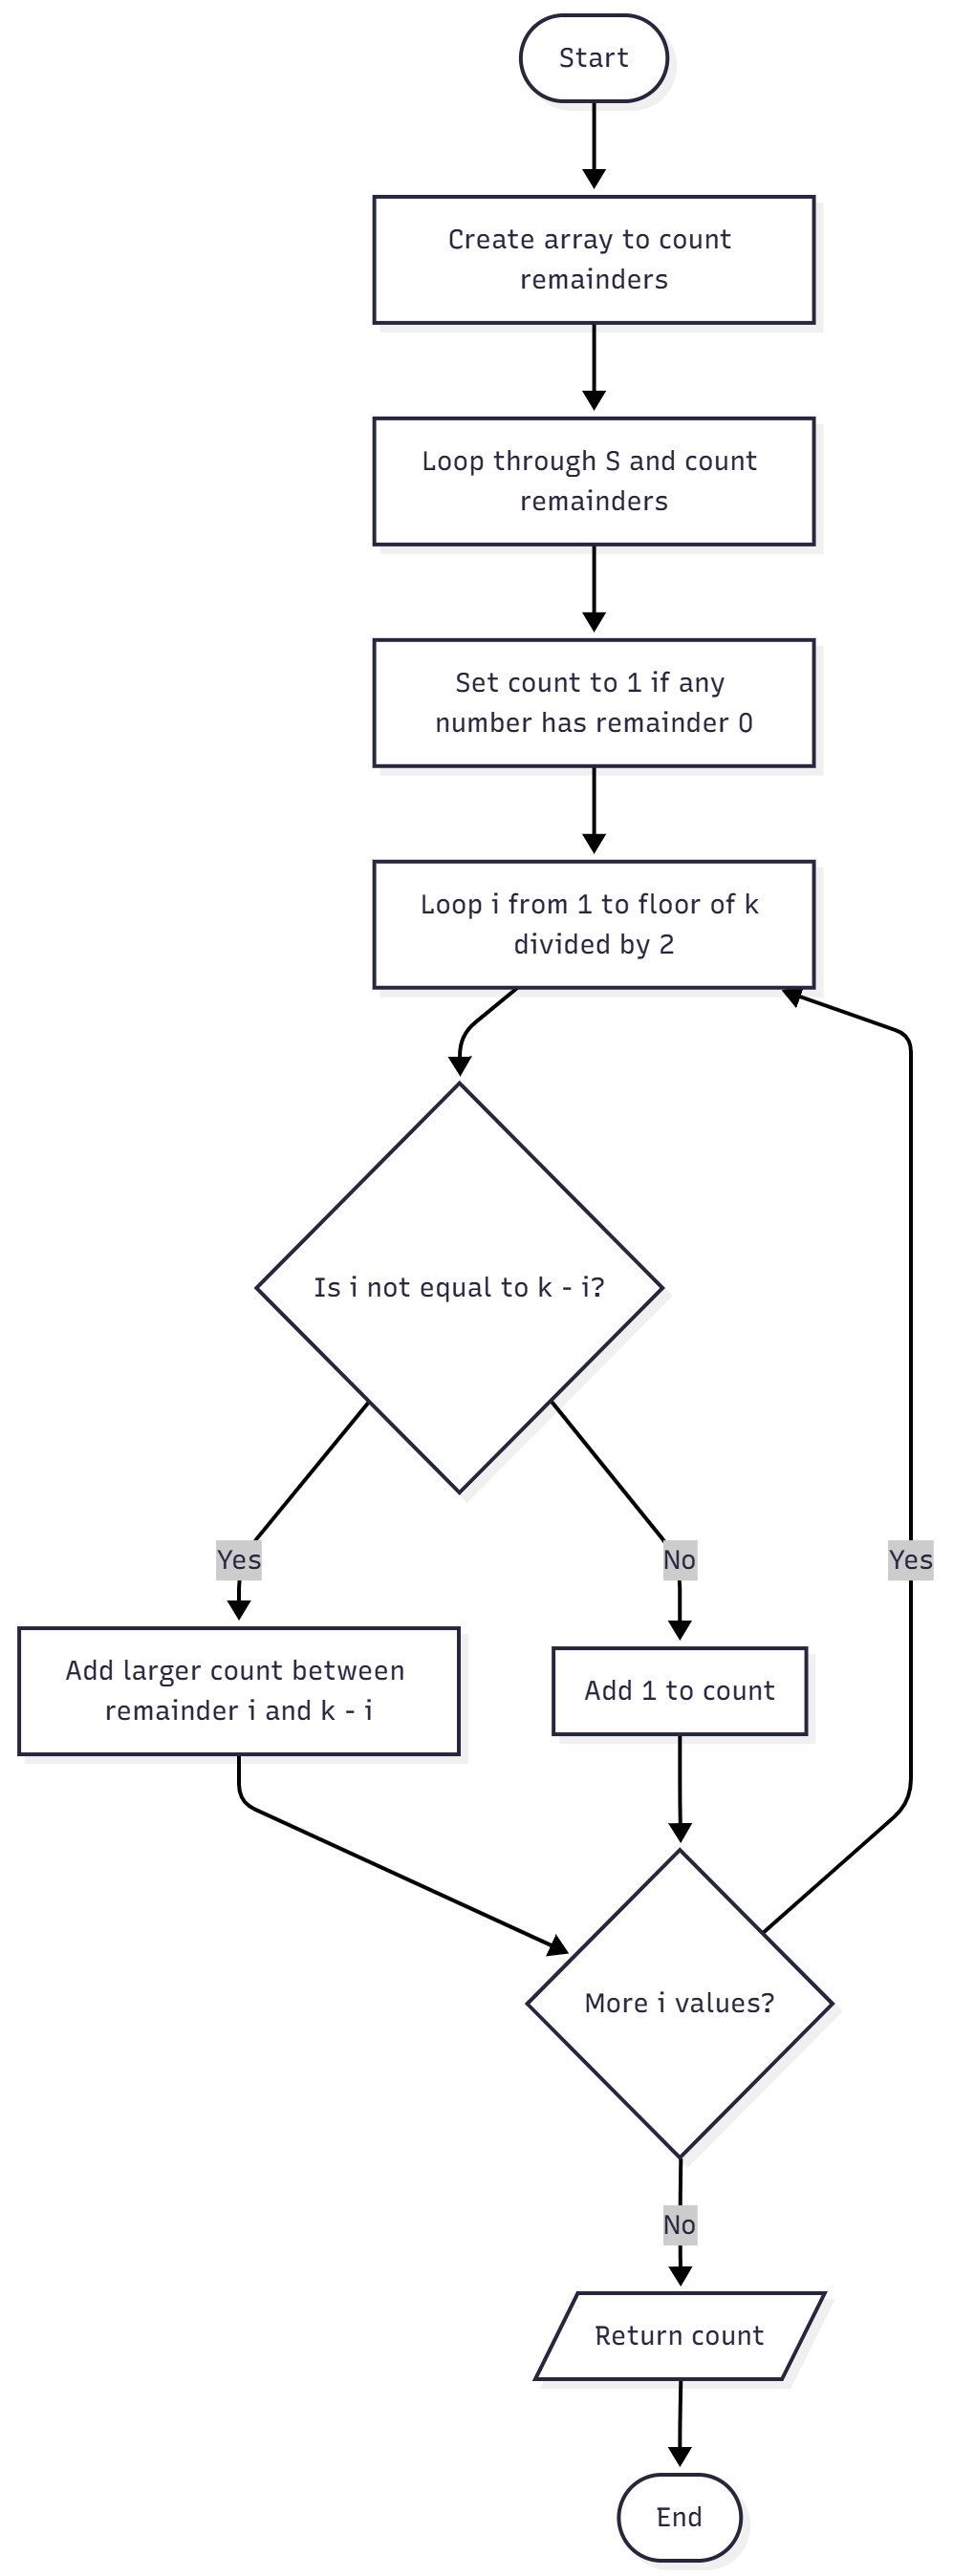 Start
Create array to count
remainders
Loop through S and count
remainders
Set count to 1 if any
number has remainder 0
Loop i from 1 to floor of k
divided by 2
Is i not equal to k - i?
Yes
No
Yes
Add larger count between
remainder i and k - i
Add 1 to count
More i values?
No
Return count
End